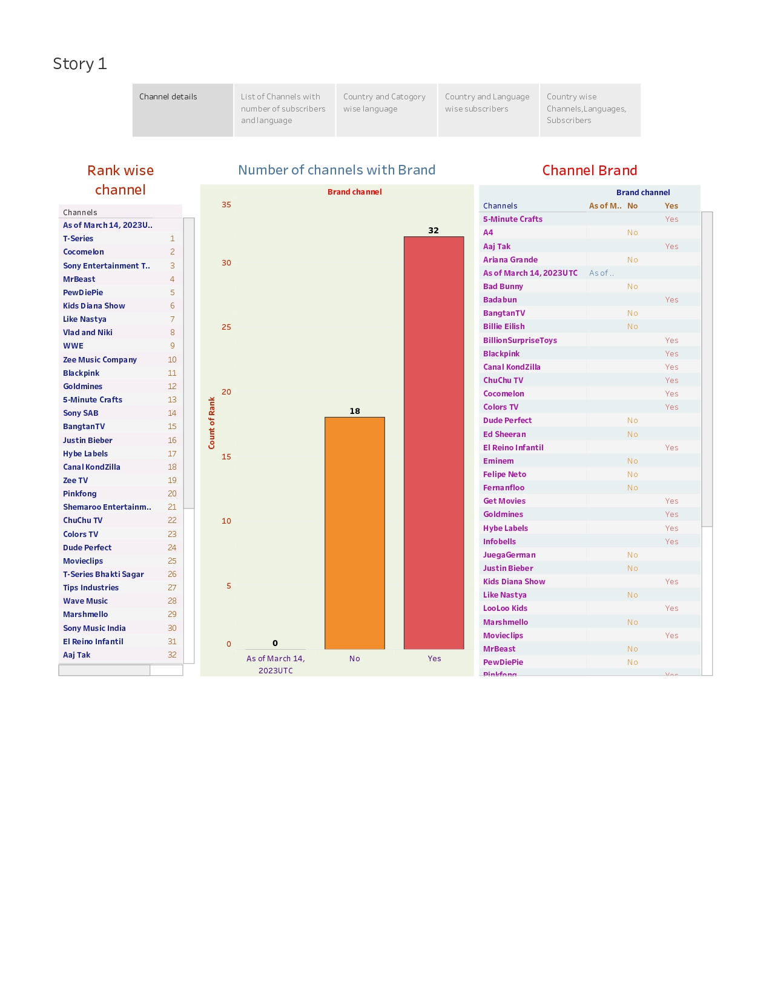 Story 1
Channel details
List of Channels with
number of subscribers
and language
Country and Catogory
wise language
Country and Language
wise subscribers
Country wise
Channels,Languages,
Subscribers
Rank wise
channel
Channels
As of March 14, 2023U..
T-Series 1
Cocomelon 2
Sony Entertainment T.. 3
MrBeast 4
PewDiePie 5
Kids Diana Show 6
Like Nastya 7
Vlad and Niki 8
WWE 9
Zee Music Company 10
Blackpink 11
Goldmines 12
5-Minute Crafts 13
Sony SAB 14
BangtanTV 15
Justin Bieber 16
Hybe Labels 17
Canal KondZilla 18
Zee TV 19
Pinkfong 20
Shemaroo Entertainm.. 21
ChuChu TV 22
Colors TV 23
Dude Perfect 24
Movieclips 25
T-Series Bhakti Sagar 26
Tips Industries 27
Wave Music 28
Marshmello 29
Sony Music India 30
El Reino Infantil 31
Aaj Tak 32
Number of channels with Brand
Brand channel
35
30
25
20
15
10
5
0
Count of Rank
0
18
32
As of March 14,
2023UTC
No
Yes
Channel Brand
Brand channel
Channels As of M.. No Yes
5-Minute Crafts Yes
A4 No
Aaj Tak Yes
Ariana Grande No
As of March 14, 2023UTC As of ..
Bad Bunny No
Badabun Yes
BangtanTV No
Billie Eilish No
BillionSurpriseToys Yes
Blackpink Yes
Canal KondZilla Yes
ChuChu TV Yes
Cocomelon Yes
Colors TV Yes
Dude Perfect No
Ed Sheeran No
El Reino Infantil Yes
Eminem No
Felipe Neto No
Fernanfloo No
Get Movies Yes
Goldmines Yes
Hybe Labels Yes
Infobells Yes
JuegaGerman No
Justin Bieber No
Kids Diana Show Yes
Like Nastya No
LooLoo Kids Yes
Marshmello No
Movieclips Yes
MrBeast No
PewDiePie No
Pinkfong Yes